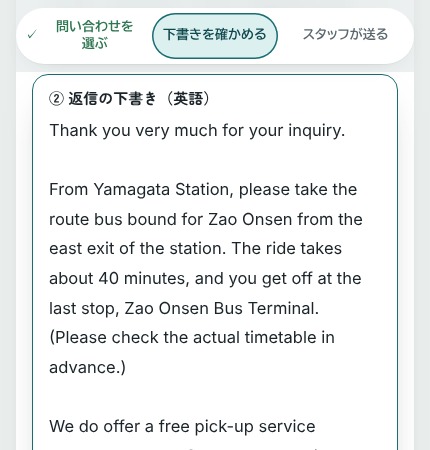 ✓ 問い合わせを
選ぶ
下書きを確かめる
スタッフが送る
② 返信の下書き（英語）
Thank you very much for your inquiry.
From Yamagata Station, please take the
route bus bound for Zao Onsen from the
east exit of the station. The ride takes
about 40 minutes, and you get off at the
last stop, Zao Onsen Bus Terminal.
(Please check the actual timetable in
advance.)
We do offer a free pick-up service